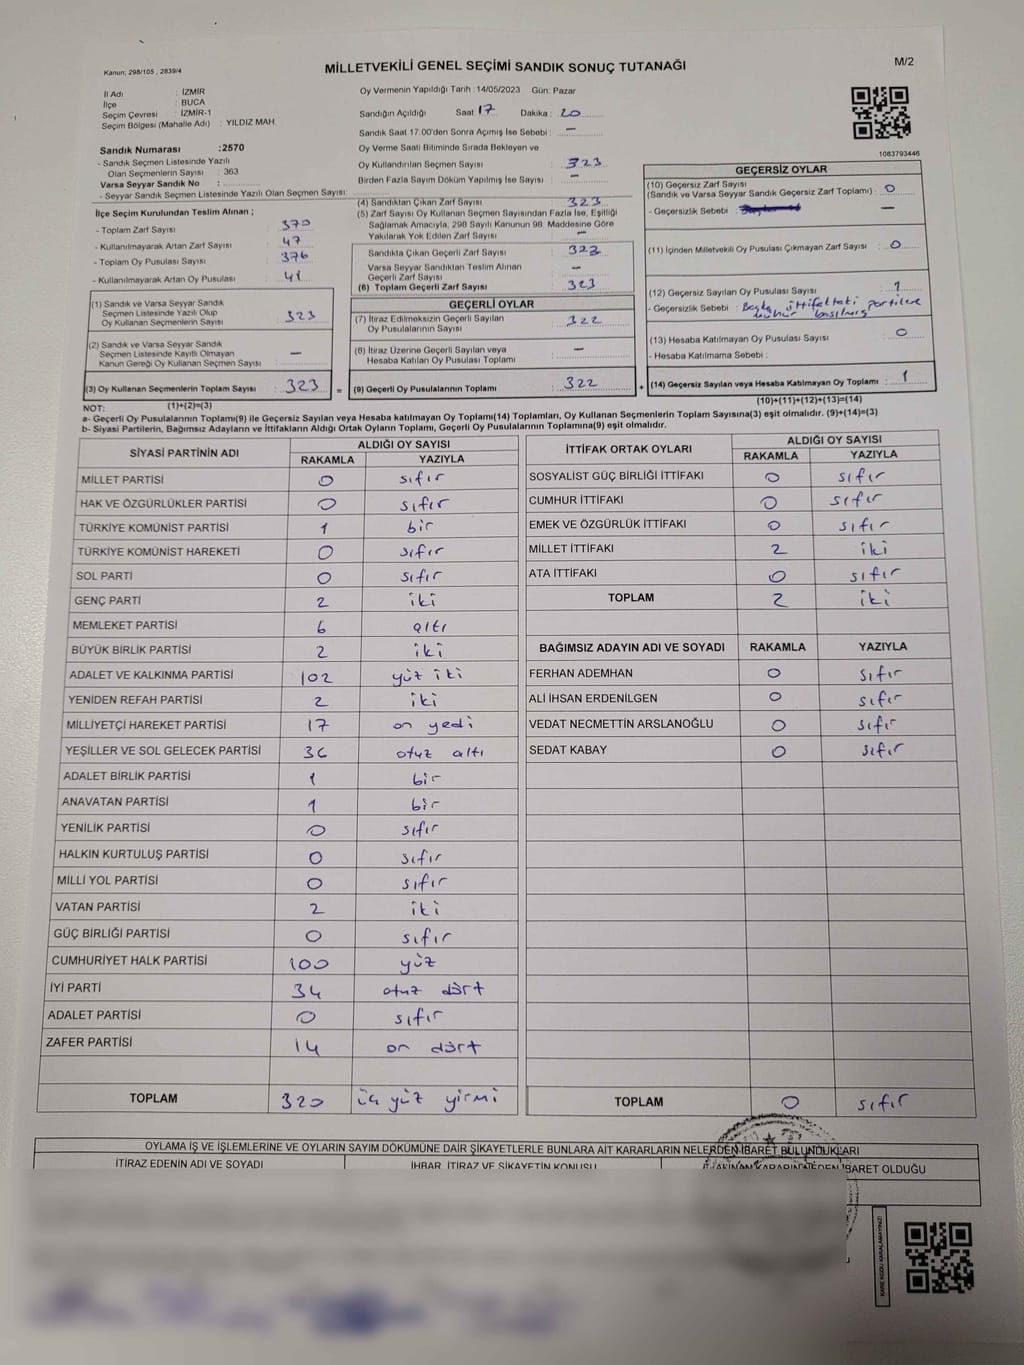 Kanun; 298/105 , 2839/4
MİLLETVEKİLİ GENEL SEÇİMİ SANDIK SONUÇ TUTANAĞI
M/2
İl Adı : İZMİR
İlçe : BUCA
Seçim Çevresi : İZMİR-1
Seçim Bölgesi (Mahalle Adı) : YILDIZ MAH.
Oy Vermenin Yapıldığı Tarih : 14/05/2023 Gün: Pazar
Sandığın Açıldığı Saat: 17 Dakika : 20
Sandık Saat 17:00'den Sonra Açımış İse Sebebi : —
Sandık Numarası :2570
- Sandık Seçmen Listesinde Yazılı
Olan Seçmenlerin Sayısı : 363
Varsa Seyyar Sandık No :
- Seyyar Sandık Seçmen Listesinde Yazılı Olan Seçmen Sayısı:
Oy Verme Saati Bitiminde Sırada Bekleyen ve
Oy Kullandırılan Seçmen Sayısı : 323
Birden Fazla Sayım Döküm Yapılmış İse Sayısı : —
1083793446
İlçe Seçim Kurulundan Teslim Alınan ;
- Toplam Zarf Sayısı : 370
- Kullanılmayarak Artan Zarf Sayısı : 47
- Toplam Oy Pusulası : 376
- Kullanılmayarak Artan Oy Pusulası : 41
(1) Sandık ve Varsa Seyyar Sandık
Seçmen Listesinde Yazılı Olup
Oy Kullanan Seçmenlerin Sayısı : 323
(2) Sandık ve Varsa Seyyar Sandık
Seçmen Listesinde Kayıtlı Olmayan
Kanun Gereği Oy Kullanan Seçmen Sayısı : —
(3) Oy Kullanan Seçmenlerin Toplam Sayısı : 323
(4) Sandıktan Çıkan Zarf Sayısı : 323
(5) Zarf Sayısı Oy Kullanan Seçmen Sayısından Fazla İse, Eşitliği
Sağlamak Amacıyla, 298 Sayılı Kanunun 98. Maddesine Göre
Yakılarak Yok Edilen Zarf Sayısı : —
Sandıkta Çıkan Geçerli Zarf Sayısı : 323
Varsa Seyyar Sandıktan Teslim Alınan
Geçerli Zarf Sayısı : —
(6) Toplam Geçerli Zarf Sayısı : 323
GEÇERLİ OYLAR
(7) İtiraz Edilmeksizin Geçerli Sayılan
Oy Pusulalarının Sayısı : 322
(8) İtiraz Üzerine Geçerli Sayılan veya
Hesaba Katılan Oy Pusulası Toplamı : —
= (9) Geçerli Oy Pusulalarının Toplamı : 322
GEÇERSİZ OYLAR
(10) Geçersiz Zarf Sayısı
(Sandık ve Varsa Seyyar Sandık Geçersiz Zarf Toplamı) : 0
- Geçersizlik Sebebi : —
(11) İçinden Milletvekili Oy Pusulası Çıkmayan Zarf Sayısı : 0
(12) Geçersiz Sayılan Oy Pusulası Sayısı : 1
- Geçersizlik Sebebi : Başka ittifaktaki partilere
mühür basılmış
(13) Hesaba Katılmayan Oy Pusulası Sayısı : 0
- Hesaba Katılmama Sebebi :
+ (14) Geçersiz Sayılan veya Hesaba Katılmayan Oy Toplamı : 1
NOT: (1)+(2)=(3)
(10)+(11)+(12)+(13)=(14)
a- Geçerli Oy Pusulalarının Toplamı(9) ile Geçersiz Sayılan veya Hesaba katılmayan Oy Toplamı(14) Toplamları, Oy Kullanan Seçmenlerin Toplam Sayısına(3) eşit olmalıdır. (9)+(14)=(3)
b- Siyasi Partilerin, Bağımsız Adayların ve İttifakların Aldığı Ortak Oyların Toplamı, Geçerli Oy Pusulalarının Toplamına(9) eşit olmalıdır.
SİYASİ PARTİNİN ADI
ALDIĞI OY SAYISI
RAKAMLA YAZIYLA
MİLLET PARTİSİ 0 sıfır
HAK VE ÖZGÜRLÜKLER PARTİSİ 0 sıfır
TÜRKİYE KOMÜNİST PARTİSİ 1 bir
TÜRKİYE KOMÜNİST HAREKETİ 0 sıfır
SOL PARTİ 0 sıfır
GENÇ PARTİ 2 iki
MEMLEKET PARTİSİ 6 altı
BÜYÜK BİRLİK PARTİSİ 2 iki
ADALET VE KALKINMA PARTİSİ 102 yüz iki
YENİDEN REFAH PARTİSİ 2 iki
MİLLİYETÇİ HAREKET PARTİSİ 17 on yedi
YEŞİLLER VE SOL GELECEK PARTİSİ 36 otuz altı
ADALET BİRLİK PARTİSİ 1 bir
ANAVATAN PARTİSİ 1 bir
YENİLİK PARTİSİ 0 sıfır
HALKIN KURTULUŞ PARTİSİ 0 sıfır
MİLLİ YOL PARTİSİ 0 sıfır
VATAN PARTİSİ 2 iki
GÜÇ BİRLİĞİ PARTİSİ 0 sıfır
CUMHURİYET HALK PARTİSİ 100 yüz
İYİ PARTİ 34 otuz dört
ADALET PARTİSİ 0 sıfır
ZAFER PARTİSİ 14 on dört
TOPLAM 320 üç yüz yirmi
İTTİFAK ORTAK OYLARI
ALDIĞI OY SAYISI
RAKAMLA YAZIYLA
SOSYALİST GÜÇ BİRLİĞİ İTTİFAKI 0 sıfır
CUMHUR İTTİFAKI 0 sıfır
EMEK VE ÖZGÜRLÜK İTTİFAKI 0 sıfır
MİLLET İTTİFAKI 2 iki
ATA İTTİFAKI 0 sıfır
TOPLAM 2 iki
BAĞIMSIZ ADAYIN ADI VE SOYADI RAKAMLA YAZIYLA
FERHAN ADEMHAN 0 sıfır
ALİ İHSAN ERDENİLGEN 0 sıfır
VEDAT NECMETTİN ARSLANOĞLU 0 sıfır
SEDAT KABAY 0 sıfır
TOPLAM 0 sıfır
OYLAMA İŞ VE İŞLEMLERİNE VE OYLARIN SAYIM DÖKÜMÜNE DAİR ŞİKAYETLERLE BUNLARA AİT KARARLARIN NELERDEN İBARET BULUNDUKLARI
İTİRAZ EDENİN ADI VE SOYADI
İHBAR, İTİRAZ VE ŞİKAYETİN KONUSU
KARARIN NEDEN İBARET OLDUĞU
KARE KODU KARALAMAYINIZ!